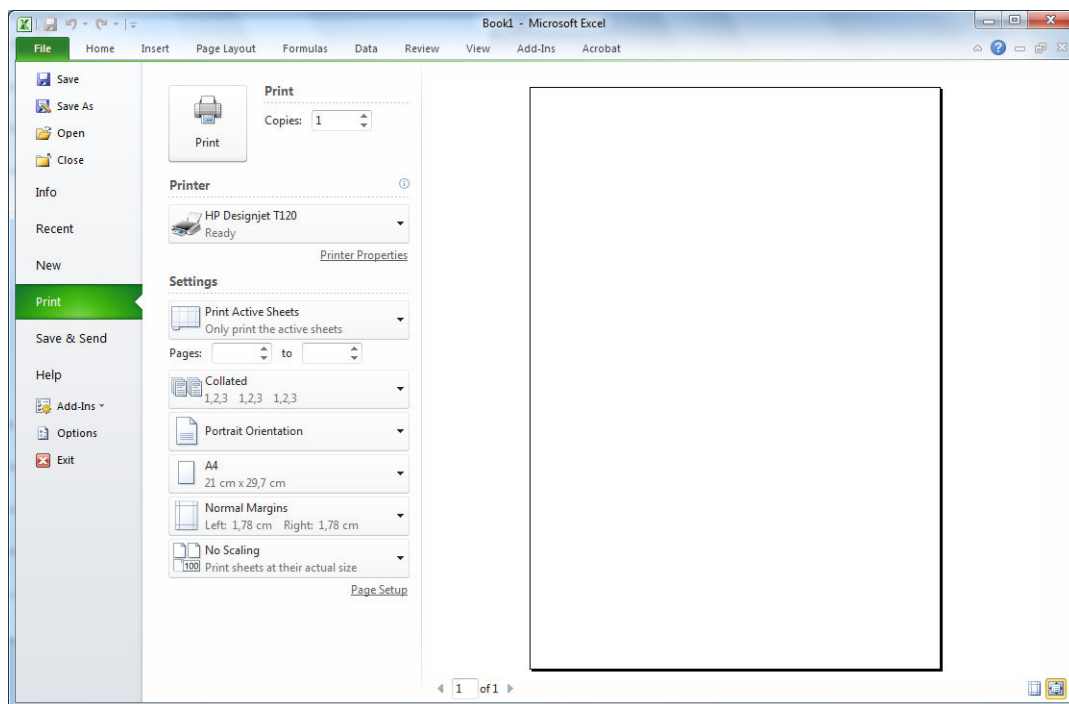 Book1 - Microsoft Excel
File Home Insert Page Layout Formulas Data Review View Add-Ins Acrobat
Save
Save As
Open
Close
Info
Recent
New
Print
Save & Send
Help
Add-Ins
Options
Exit
Print
Print
Copies: 1
Printer
HP Designjet T120
Ready
Printer Properties
Settings
Print Active Sheets
Only print the active sheets
Pages: to
Collated
1,2,3 1,2,3 1,2,3
Portrait Orientation
A4
21 cm x 29,7 cm
Normal Margins
Left: 1,78 cm Right: 1,78 cm
No Scaling
100 Print sheets at their actual size
Page Setup
1 of 1